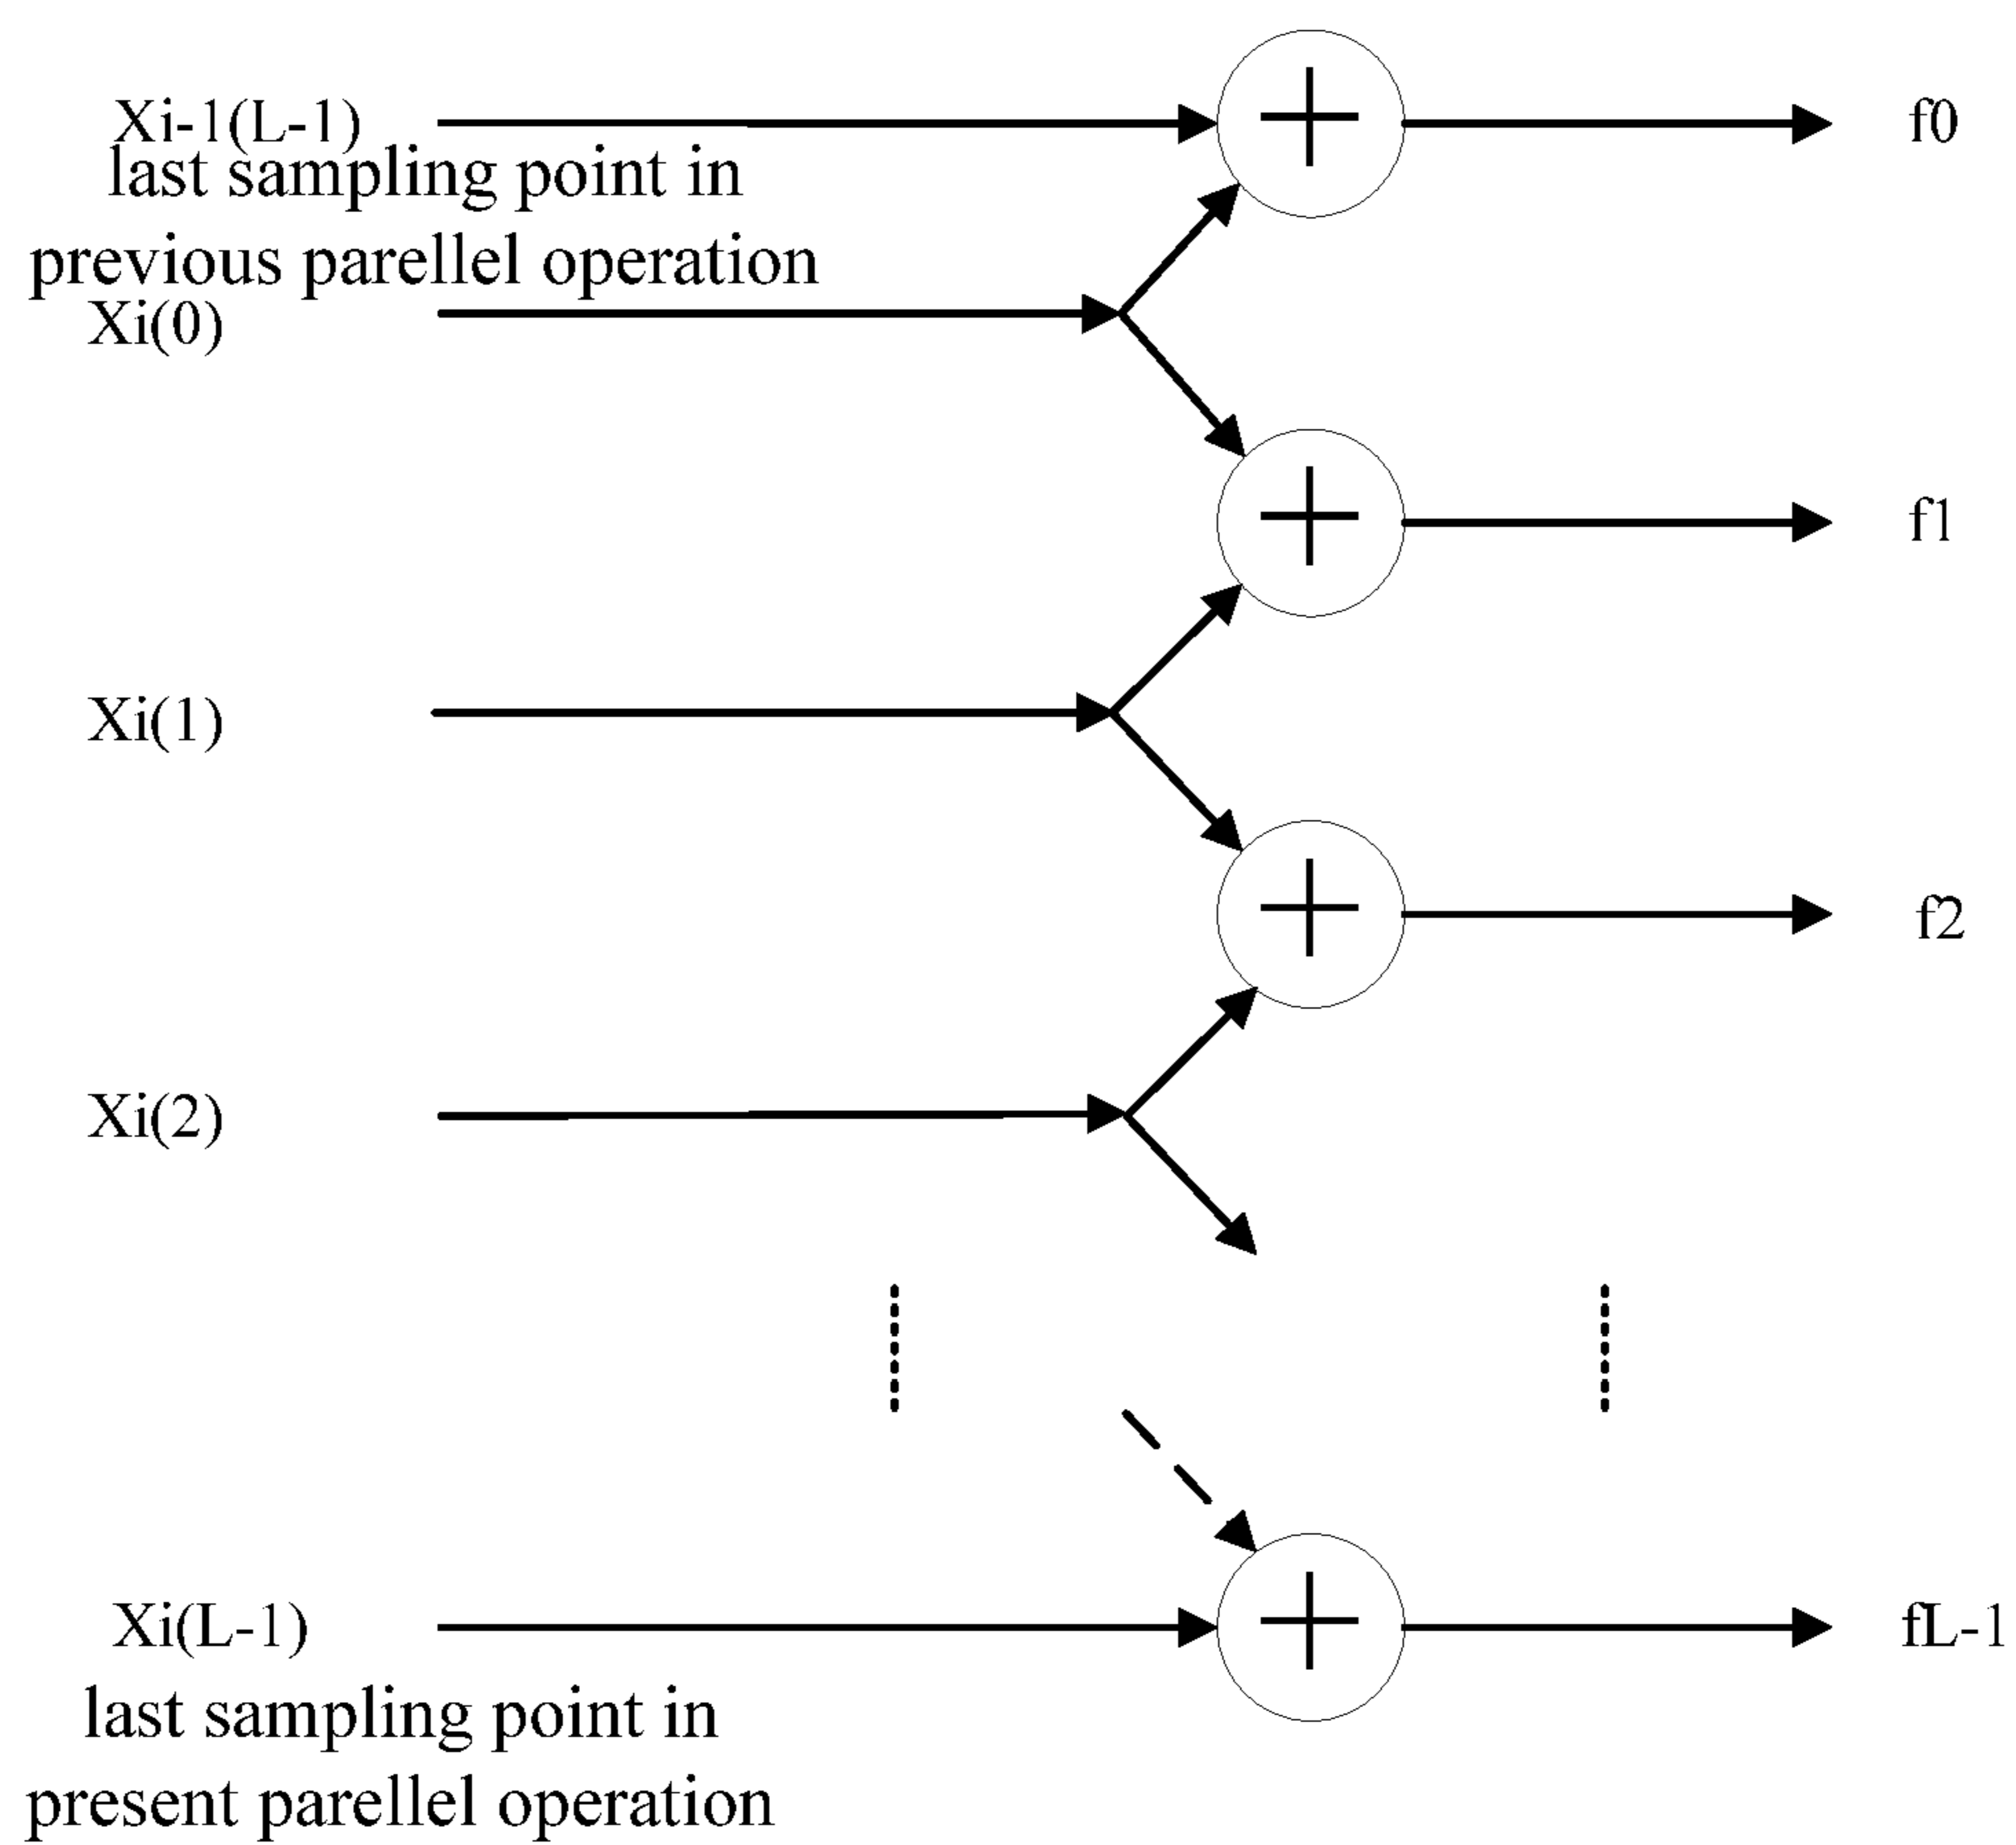 Xi-1(L-1)
f0
last sampling point in
previous parellel operation
Xi(0)
f1
Xi(1)
f2
Xi(2)
Xi(L-1)
fL-1
last sampling point in
present parellel operation